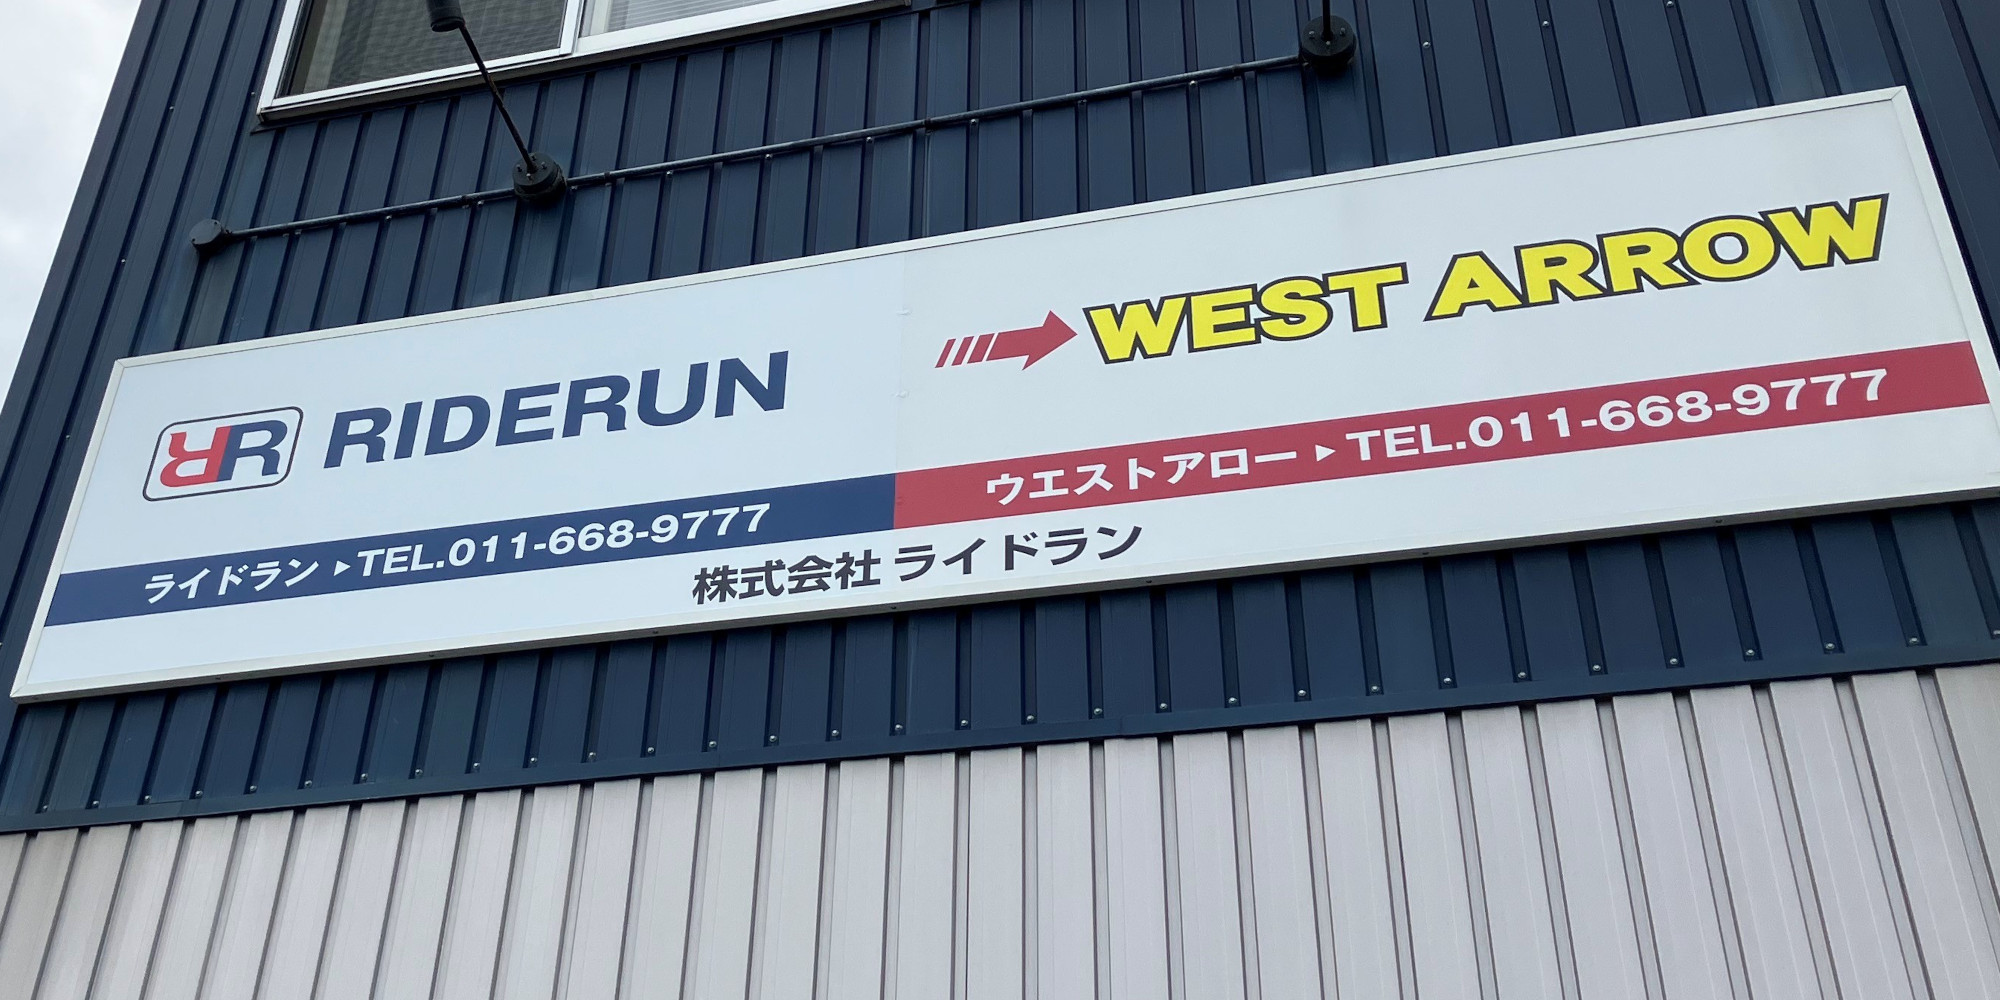 RR RIDERUN
ライドラン ▸TEL.011-668-9777
WEST ARROW
ウエストアロー ▸TEL.011-668-9777
株式会社 ライドラン